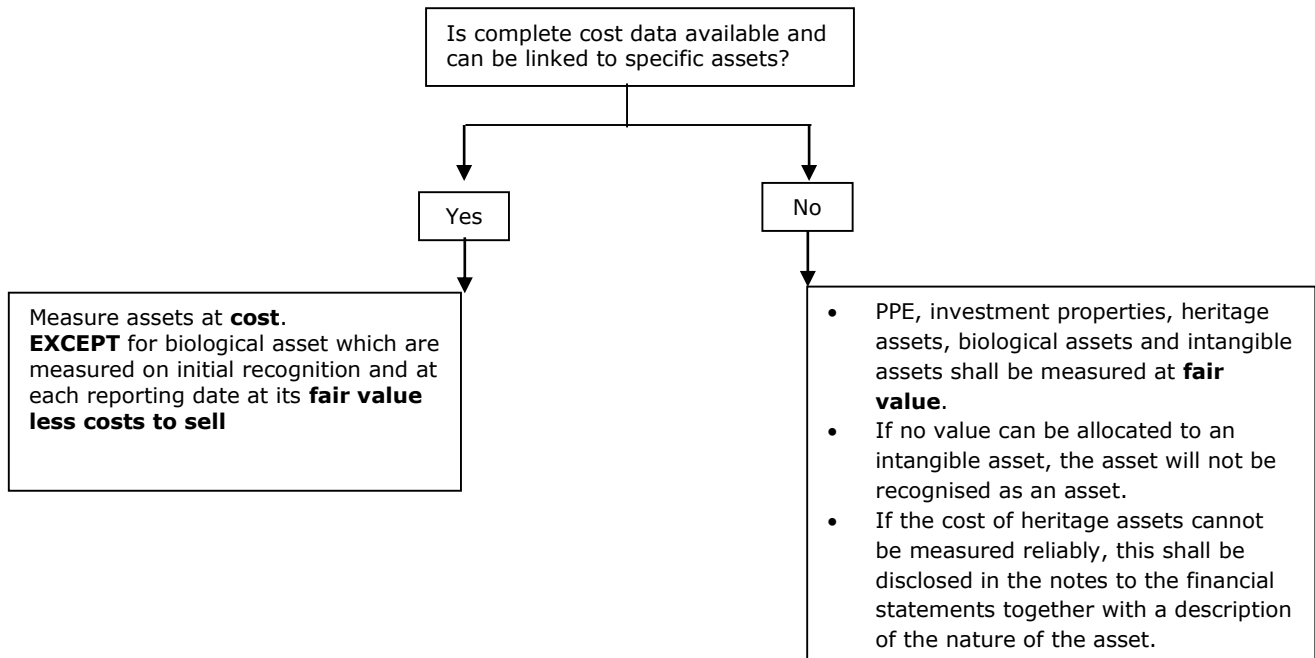 Is complete cost data available and
can be linked to specific assets?
Yes
No
Measure assets at cost.
EXCEPT for biological asset which are
measured on initial recognition and at
each reporting date at its fair value
less costs to sell
• PPE, investment properties, heritage
assets, biological assets and intangible
assets shall be measured at fair
value.
• If no value can be allocated to an
intangible asset, the asset will not be
recognised as an asset.
• If the cost of heritage assets cannot
be measured reliably, this shall be
disclosed in the notes to the financial
statements together with a description
of the nature of the asset.